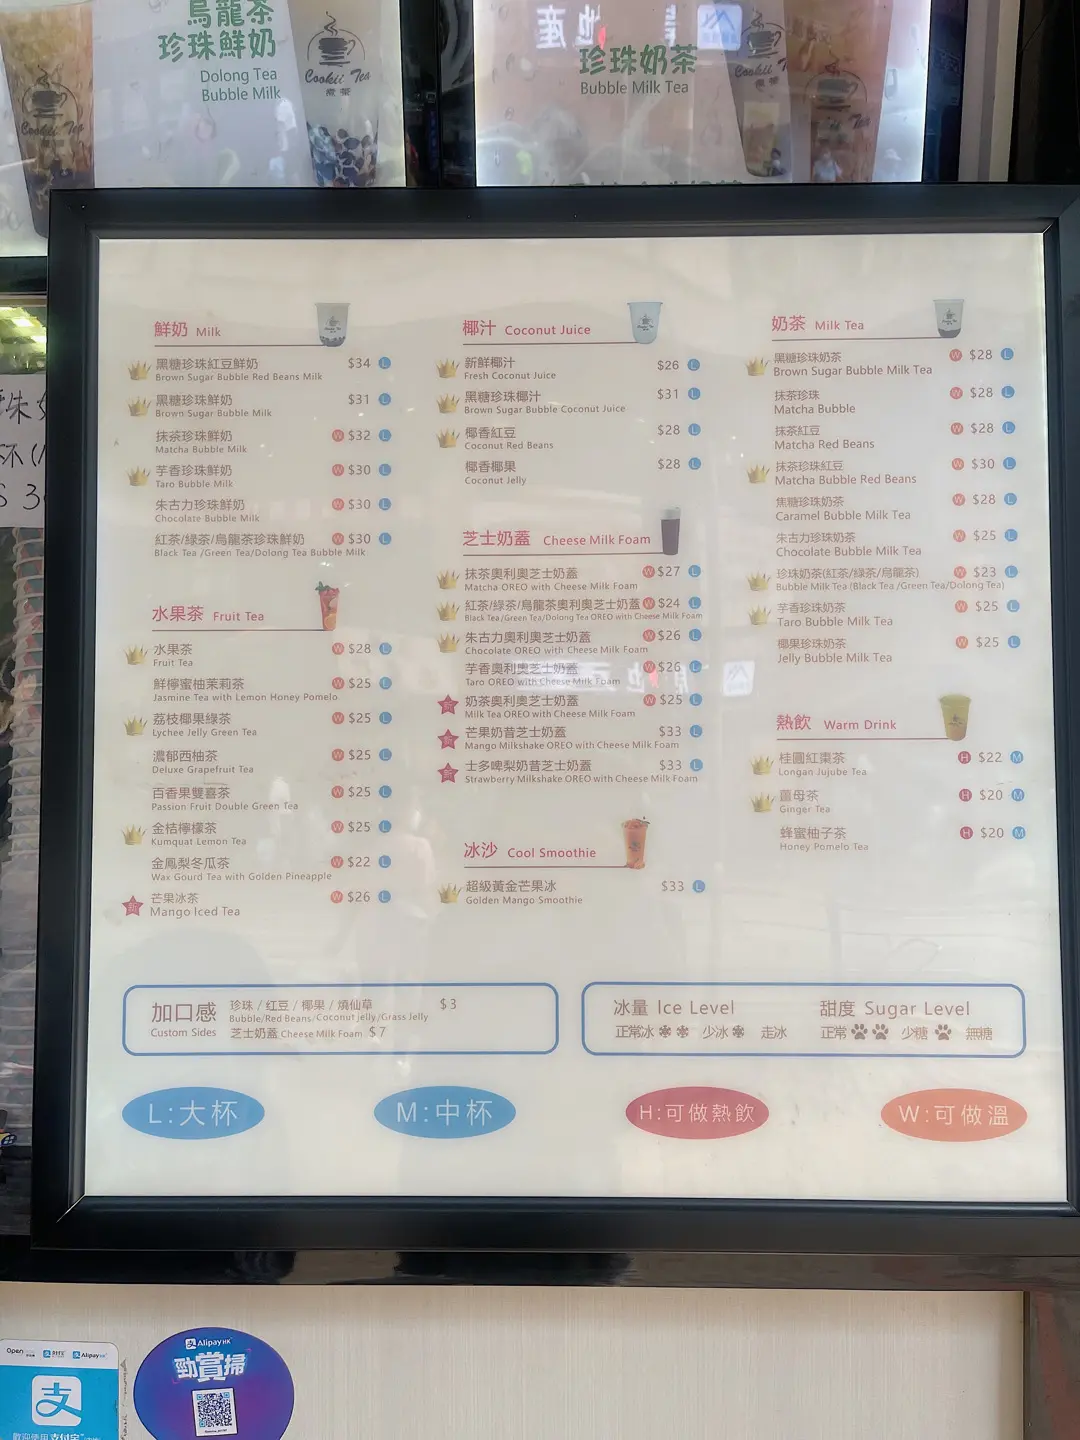 烏龍茶
珍珠鮮奶
Dolong Tea
Bubble Milk
Cookii Tea
煮茶
Cookii Tea
珍珠奶茶
Bubble Milk Tea
鮮奶 Milk
黑糖珍珠紅豆鮮奶 $34 L
Brown Sugar Bubble Red Beans Milk
黑糖珍珠鮮奶 $31 L
Brown Sugar Bubble Milk
抹茶珍珠鮮奶 W $32 L
Matcha Bubble Milk
芋香珍珠鮮奶 W $30 L
Taro Bubble Milk
朱古力珍珠鮮奶 W $30 L
Chocolate Bubble Milk
紅茶/綠茶/烏龍茶珍珠鮮奶 W $30 L
Black Tea /Green Tea/Dolong Tea Bubble Milk
水果茶 Fruit Tea
水果茶 W $28 L
Fruit Tea
鮮檸蜜柚茉莉茶 W $25 L
Jasmine Tea with Lemon Honey Pomelo
荔枝椰果綠茶 W $25 L
Lychee Jelly Green Tea
濃郁西柚茶 W $25 L
Deluxe Grapefruit Tea
百香果雙喜茶 W $25 L
Passion Fruit Double Green Tea
金桔檸檬茶 W $25 L
Kumquat Lemon Tea
金鳳梨冬瓜茶 W $22 L
Wax Gourd Tea with Golden Pineapple
新 芒果冰茶 W $26 L
Mango Iced Tea
椰汁 Coconut Juice
新鮮椰汁 $26 L
Fresh Coconut Juice
黑糖珍珠椰汁 $31 L
Brown Sugar Bubble Coconut Juice
椰香紅豆 $28 L
Coconut Red Beans
椰香椰果 $28 L
Coconut Jelly
芝士奶蓋 Cheese Milk Foam
抹茶奧利奧芝士奶蓋 W $27 L
Matcha OREO with Cheese Milk Foam
紅茶/綠茶/烏龍茶奧利奧芝士奶蓋 W $24 L
Black Tea/Green Tea/Dolong Tea OREO with Cheese Milk Foam
朱古力奧利奧芝士奶蓋 W $26 L
Chocolate OREO with Cheese Milk Foam
芋香奧利奧芝士奶蓋 W $26 L
Taro OREO with Cheese Milk Foam
新 奶茶奧利奧芝士奶蓋 W $25 L
Milk Tea OREO with Cheese Milk Foam
新 芒果奶昔芝士奶蓋 $33 L
Mango Milkshake OREO with Cheese Milk Foam
新 士多啤梨奶昔芝士奶蓋 $33 L
Strawberry Milkshake OREO with Cheese Milk Foam
冰沙 Cool Smoothie
超級黃金芒果冰 $33 L
Golden Mango Smoothie
奶茶 Milk Tea
黑糖珍珠奶茶 W $28 L
Brown Sugar Bubble Milk Tea
抹茶珍珠 W $28 L
Matcha Bubble
抹茶紅豆 W $28 L
Matcha Red Beans
抹茶珍珠紅豆 W $30 L
Matcha Bubble Red Beans
焦糖珍珠奶茶 W $28 L
Caramel Bubble Milk Tea
朱古力珍珠奶茶 W $25 L
Chocolate Bubble Milk Tea
珍珠奶茶(紅茶/綠茶/烏龍茶) W $23 L
Bubble Milk Tea (Black Tea /Green Tea/Dolong Tea)
芋香珍珠奶茶 W $25 L
Taro Bubble Milk Tea
椰果珍珠奶茶 W $25 L
Jelly Bubble Milk Tea
熱飲 Warm Drink
桂圓紅棗茶 H $22 M
Longan Jujube Tea
薑母茶 H $20 M
Ginger Tea
蜂蜜柚子茶 H $20 M
Honey Pomelo Tea
加口感 珍珠 / 红豆 / 椰果 / 燒仙草 $3
Custom Sides Bubble/Red Beans/Coconut jelly/Grass Jelly
芝士奶蓋 Cheese Milk Foam $7
冰量 Ice Level 甜度 Sugar Level
正常冰 少冰 走冰 正常 少糖 無糖
L:大杯 M:中杯 H:可做熱飲 W:可做溫
AlipayHK
勁賞掃
Open
AlipayHK
支
歡迎使用支付宝